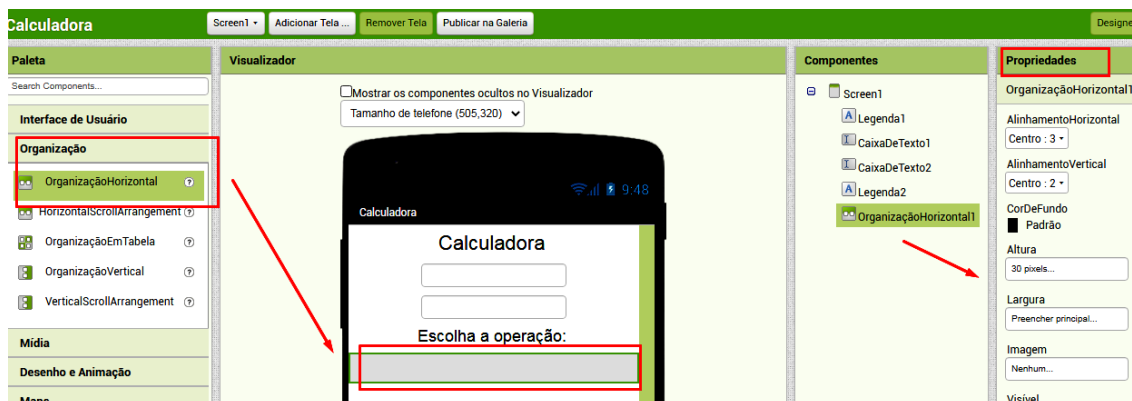 Calculadora
Screen1
Adicionar Tela ...
Remover Tela
Publicar na Galeria
Paleta
Search Components...
Interface de Usuário
Organização
OrganizaçãoHorizontal
HorizontalScrollArrangement
OrganizaçãoEmTabela
OrganizaçãoVertical
VerticalScrollArrangement
Mídia
Desenho e Animação
Visualizador
Mostrar os componentes ocultos no Visualizador
Tamanho de telefone (505,320)
9:48
Calculadora
Calculadora
Escolha a operação:
Componentes
Screen1
Legenda1
CaixaDeTexto1
CaixaDeTexto2
Legenda2
OrganizaçãoHorizontal1
Propriedades
OrganizaçãoHorizontal1
AlinhamentoHorizontal
Centro : 3
AlinhamentoVertical
Centro : 2
CorDeFundo
Padrão
Altura
30 pixels...
Largura
Preencher principal...
Imagem
Nenhum...
Visível